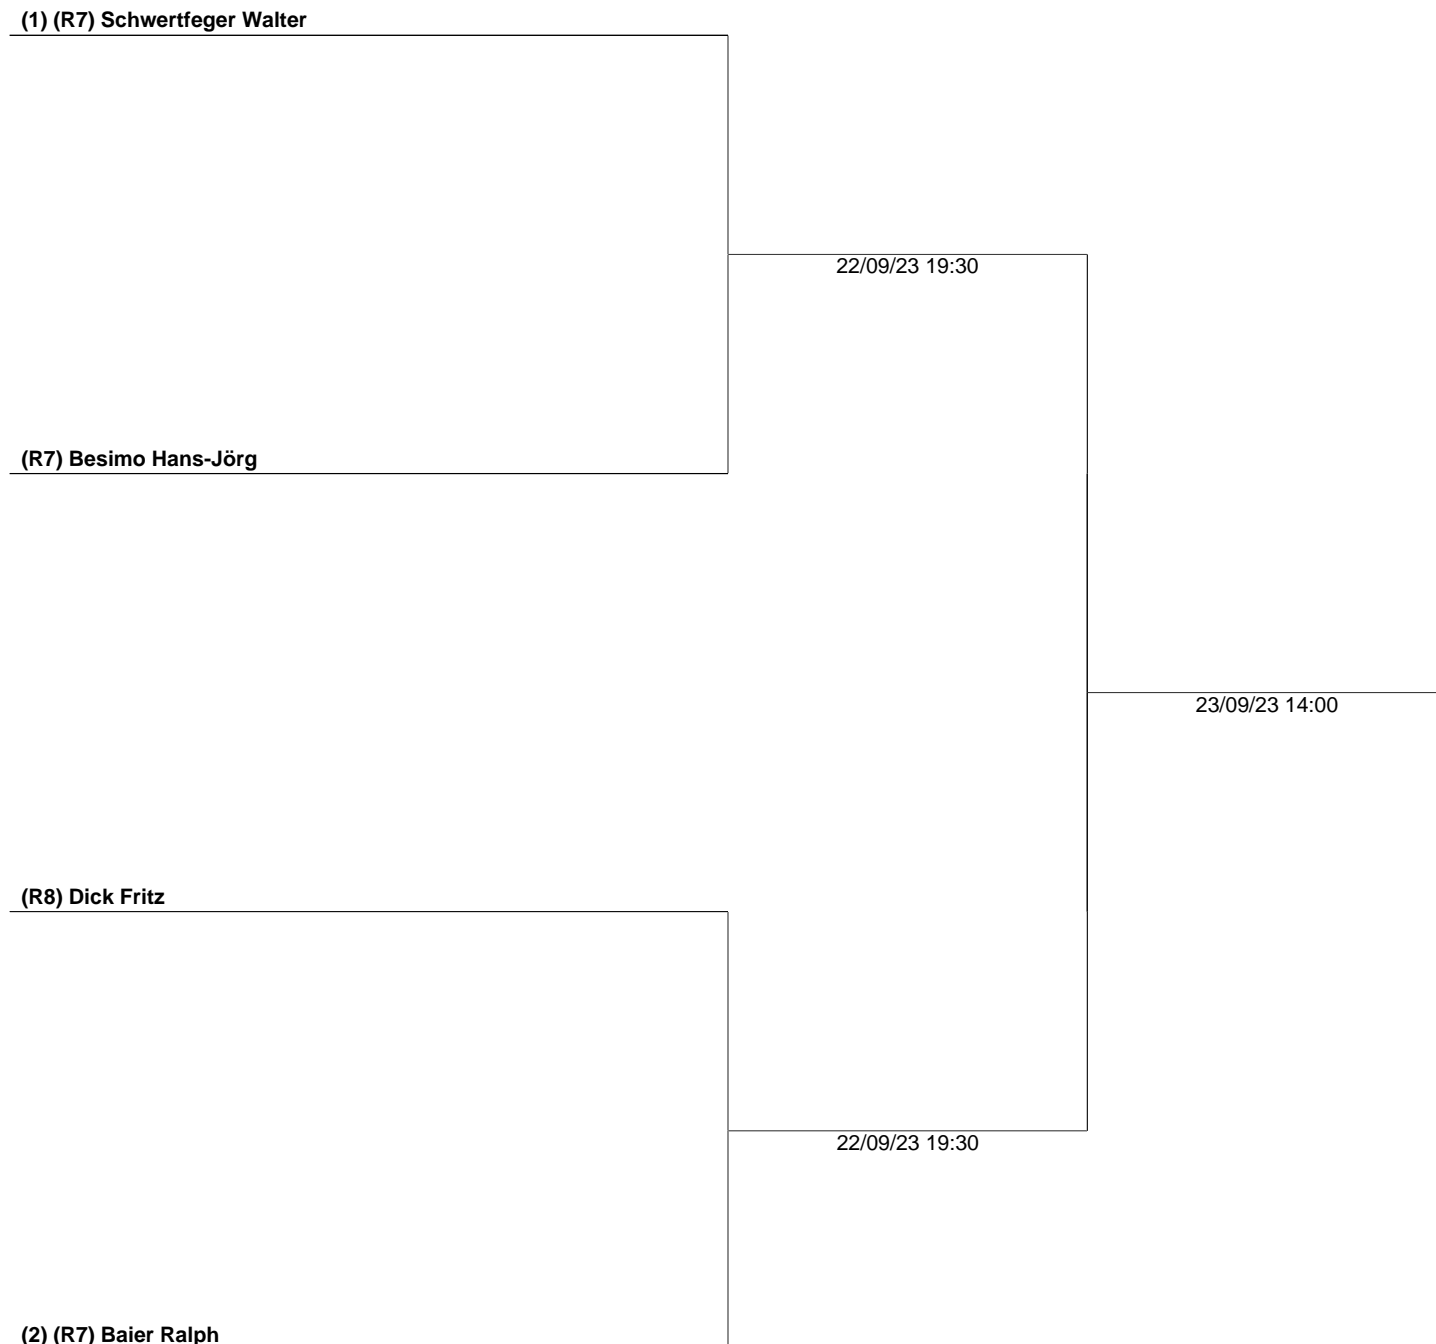 (1) (R7) Schwertfeger Walter
22/09/23 19:30
(R7) Besimo Hans-Jörg
23/09/23 14:00
(R8) Dick Fritz
22/09/23 19:30
(2) (R7) Baier Ralph